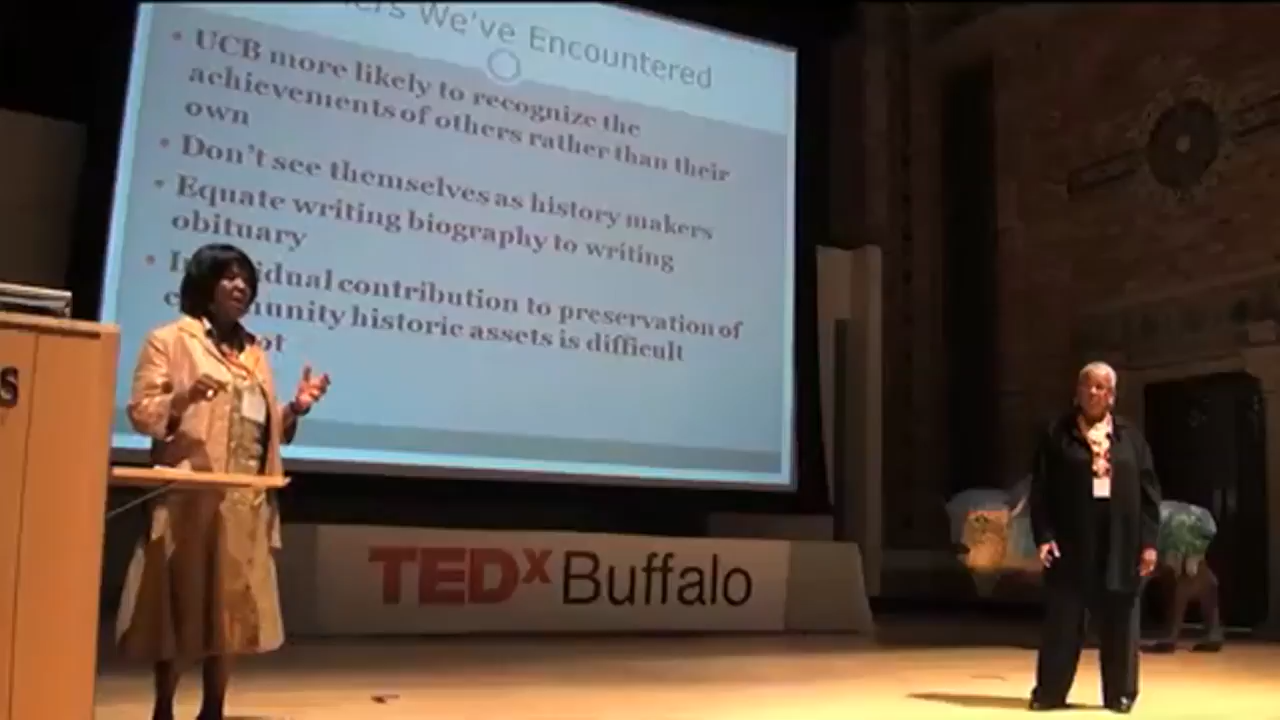 We've Encountered
• UCB more likely to recognize the
achievements of others rather than their
own
• Don't see themselves as history makers
• Equate writing biography to writing
obituary
• contribution to preservation of
historic assets is difficult
TEDx Buffalo
S